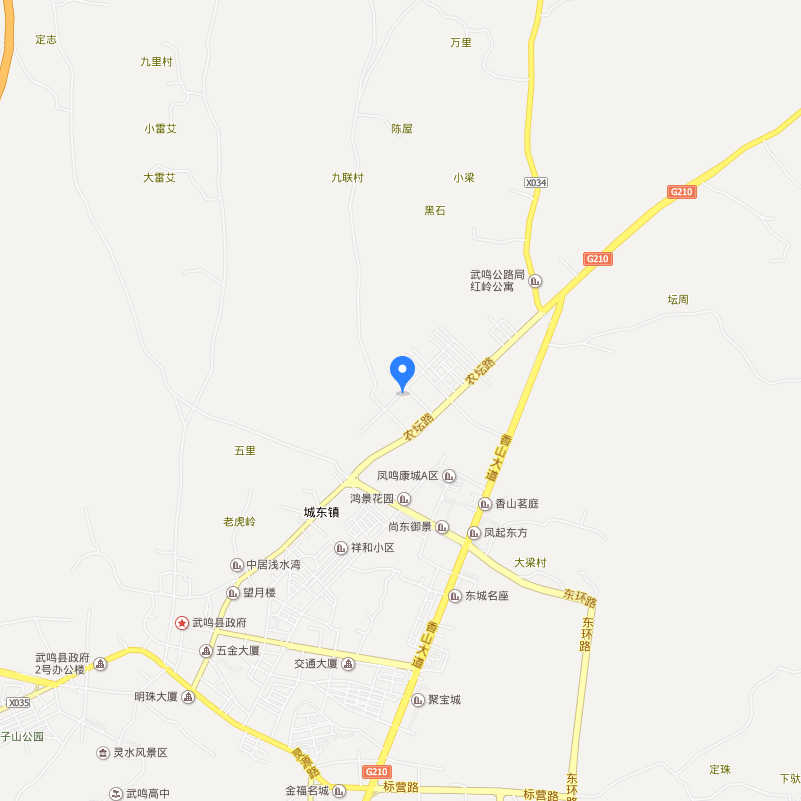 定志
万里
九里村
小雷艾
陈屋
大雷艾
九联村
小梁
X034
G210
黑石
G210
武鸣公路局
红岭公寓
坛周
农坛路
农坛路
香山大道
五里
凤鸣康城A区
鸿景花园
香山茗庭
城东镇
老虎岭
尚东御景
凤起东方
祥和小区
中居浅水湾
大梁村
望月楼
东城名座
东环路
武鸣县政府
东环路
香山大道
五金大厦
武鸣县政府
2号办公楼
交通大厦
明珠大厦
聚宝城
X035
子山公园
灵水风景区
灵源路
G210
定珠
东环路
下驮
武鸣高中
金福名城
标营路
标营路